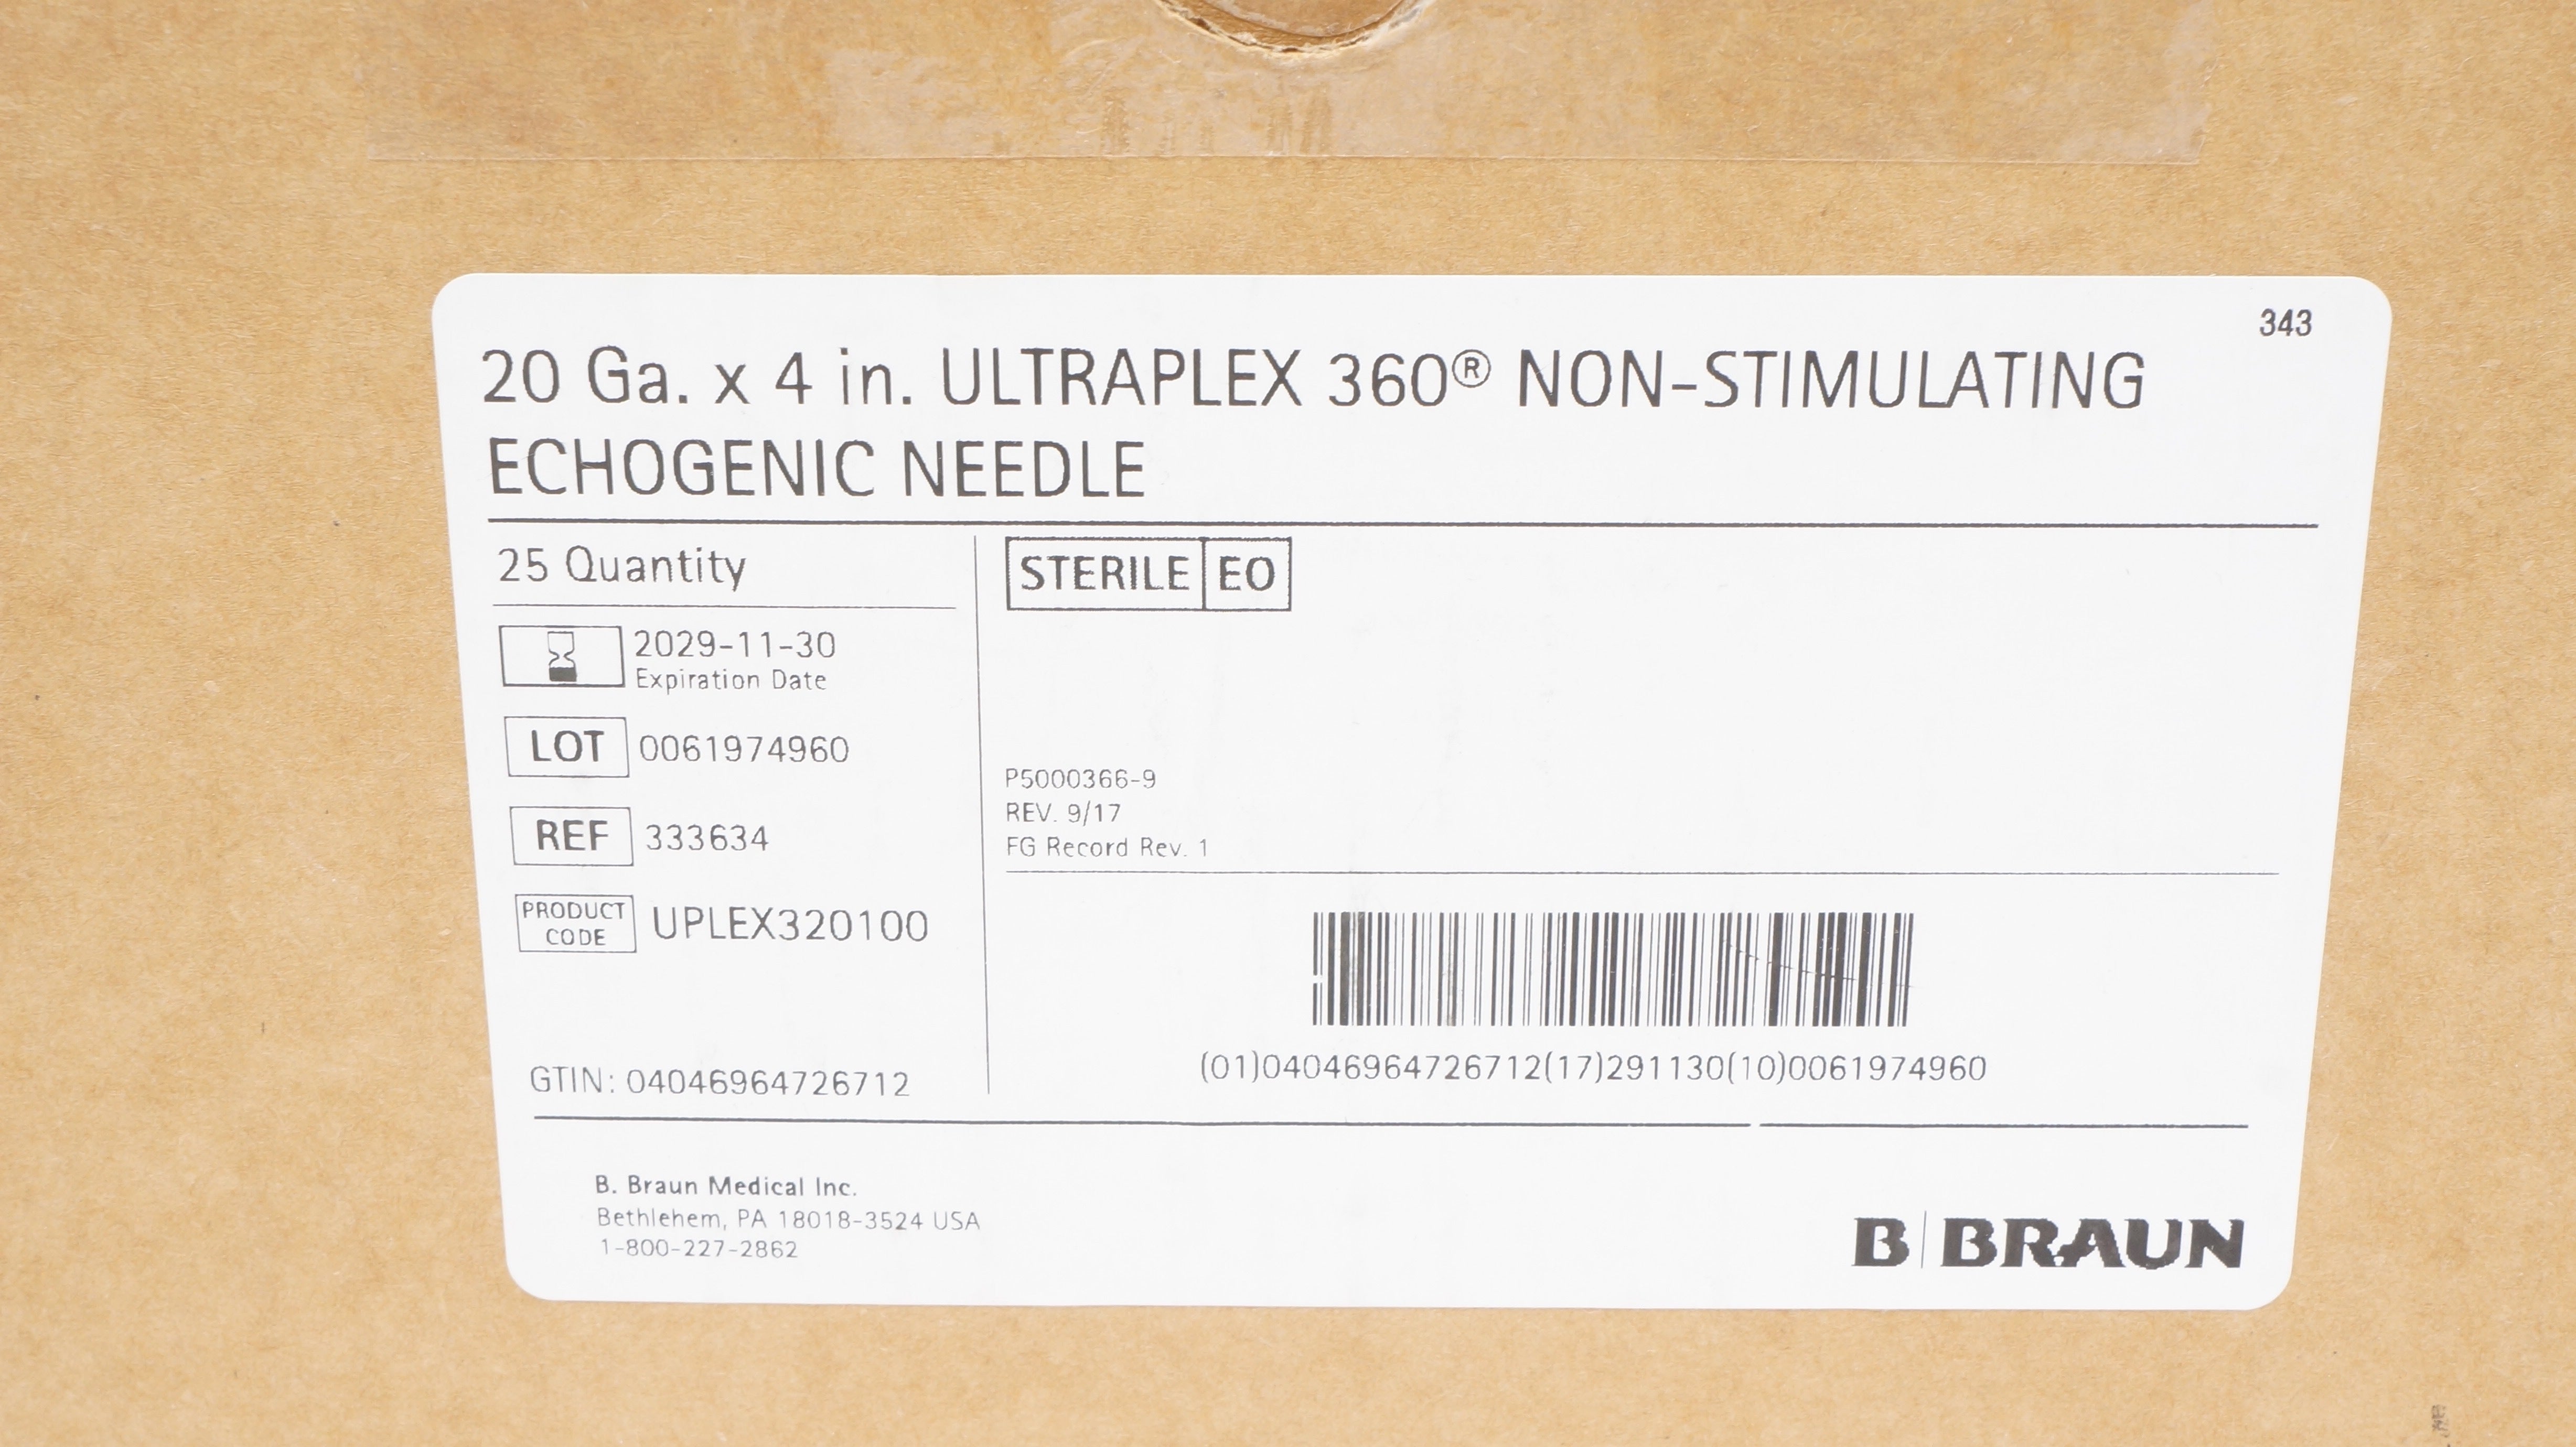 343
20 Ga. x 4 in. ULTRAPLEX 360® NON-STIMULATING
ECHOGENIC NEEDLE
25 Quantity
2029-11-30
Expiration Date
LOT 0061974960
REF 333634
PRODUCT CODE UPLEX320100
GTIN: 04046964726712
STERILE EO
P5000366-9
REV. 9/17
FG Record Rev. 1
(01)04046964726712(17)291130(10)0061974960
B. Braun Medical Inc.
Bethlehem, PA 18018-3524 USA
1-800-227-2862
B BRAUN